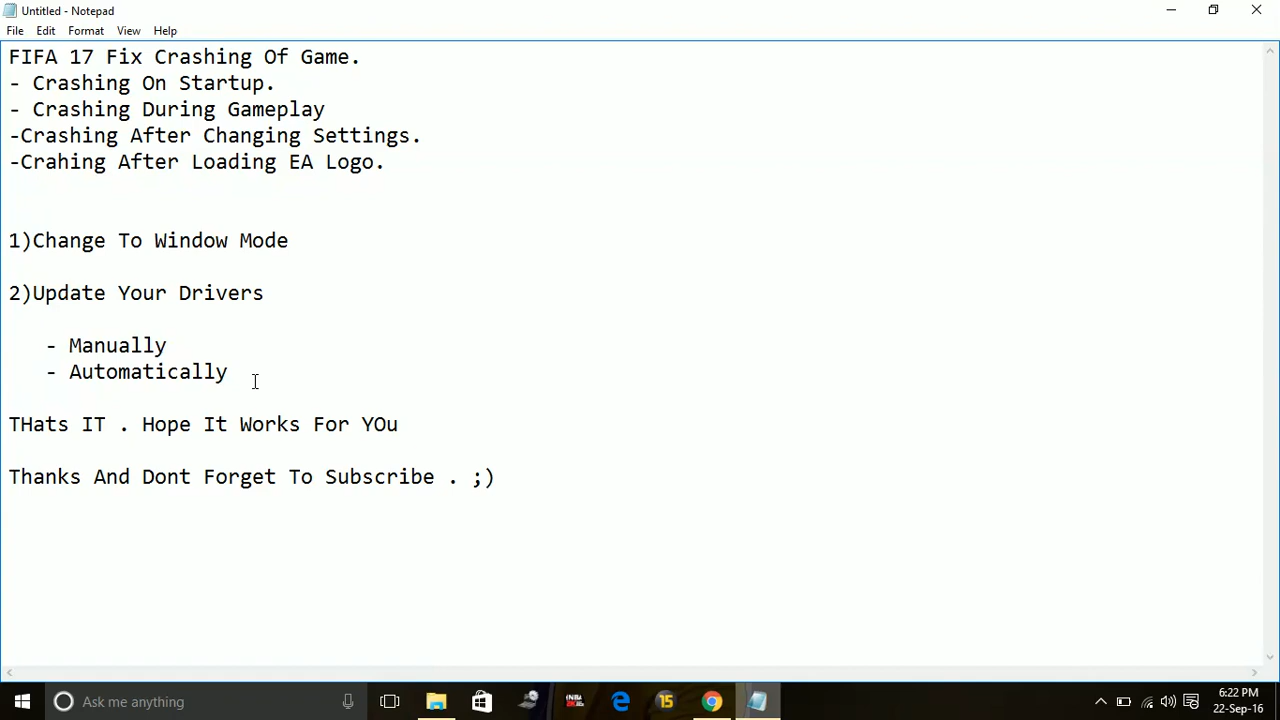 Untitled - Notepad
File Edit Format View Help
FIFA 17 Fix Crashing Of Game.
- Crashing On Startup.
- Crashing During Gameplay
-Crashing After Changing Settings.
-Crahing After Loading EA Logo.
1)Change To Window Mode
2)Update Your Drivers
- Manually
- Automatically
THats IT . Hope It Works For YOu
Thanks And Dont Forget To Subscribe . ;)
Ask me anything
15
6:22 PM
22-Sep-16